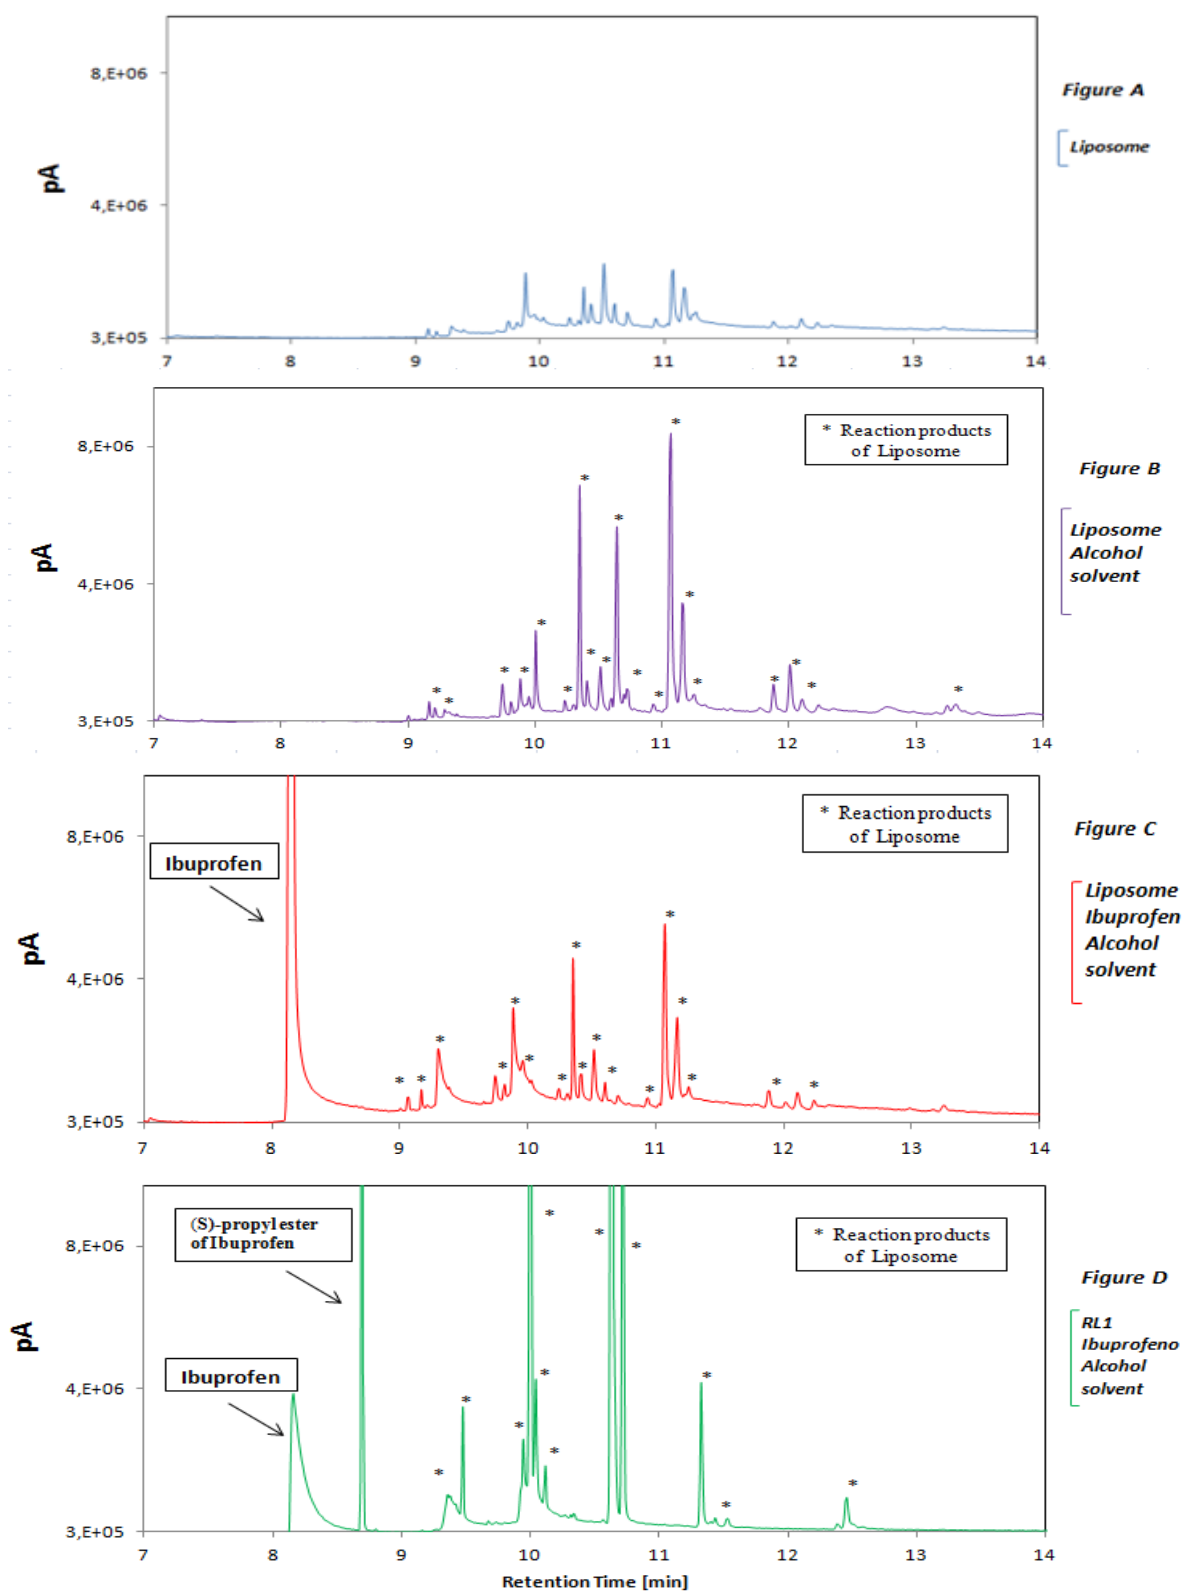 8,E+06
Figure A
Liposome
pA
4,E+06
3,E+05
7 8 9 10 11 12 13 14
8,E+06
* Reaction products
of Liposome
Figure B
Liposome
Alcohol
solvent
pA
4,E+06
3,E+05
7 8 9 10 11 12 13 14
* Reaction products
of Liposome
Figure C
8,E+06
Ibuprofen
Liposome
Ibuprofen
Alcohol
solvent
pA
4,E+06
3,E+05
7 8 9 10 11 12 13 14
(S)-propyl ester
of Ibuprofen
* Reaction products
of Liposome
8,E+06
Figure D
RL1
Ibuprofeno
Alcohol
solvent
pA
Ibuprofen
4,E+06
3,E+05
7 8 9 10 11 12 13 14
Retention Time [min]